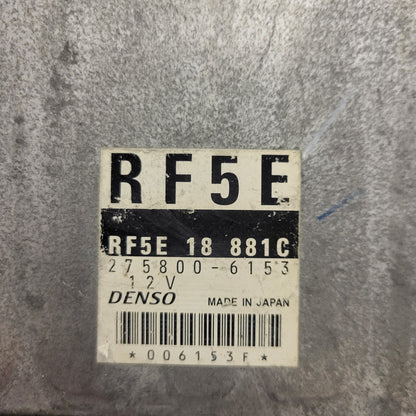 RF5E
RF5E 18 881C
275800-6153
12V
DENSO MADE IN JAPAN
*006153F*